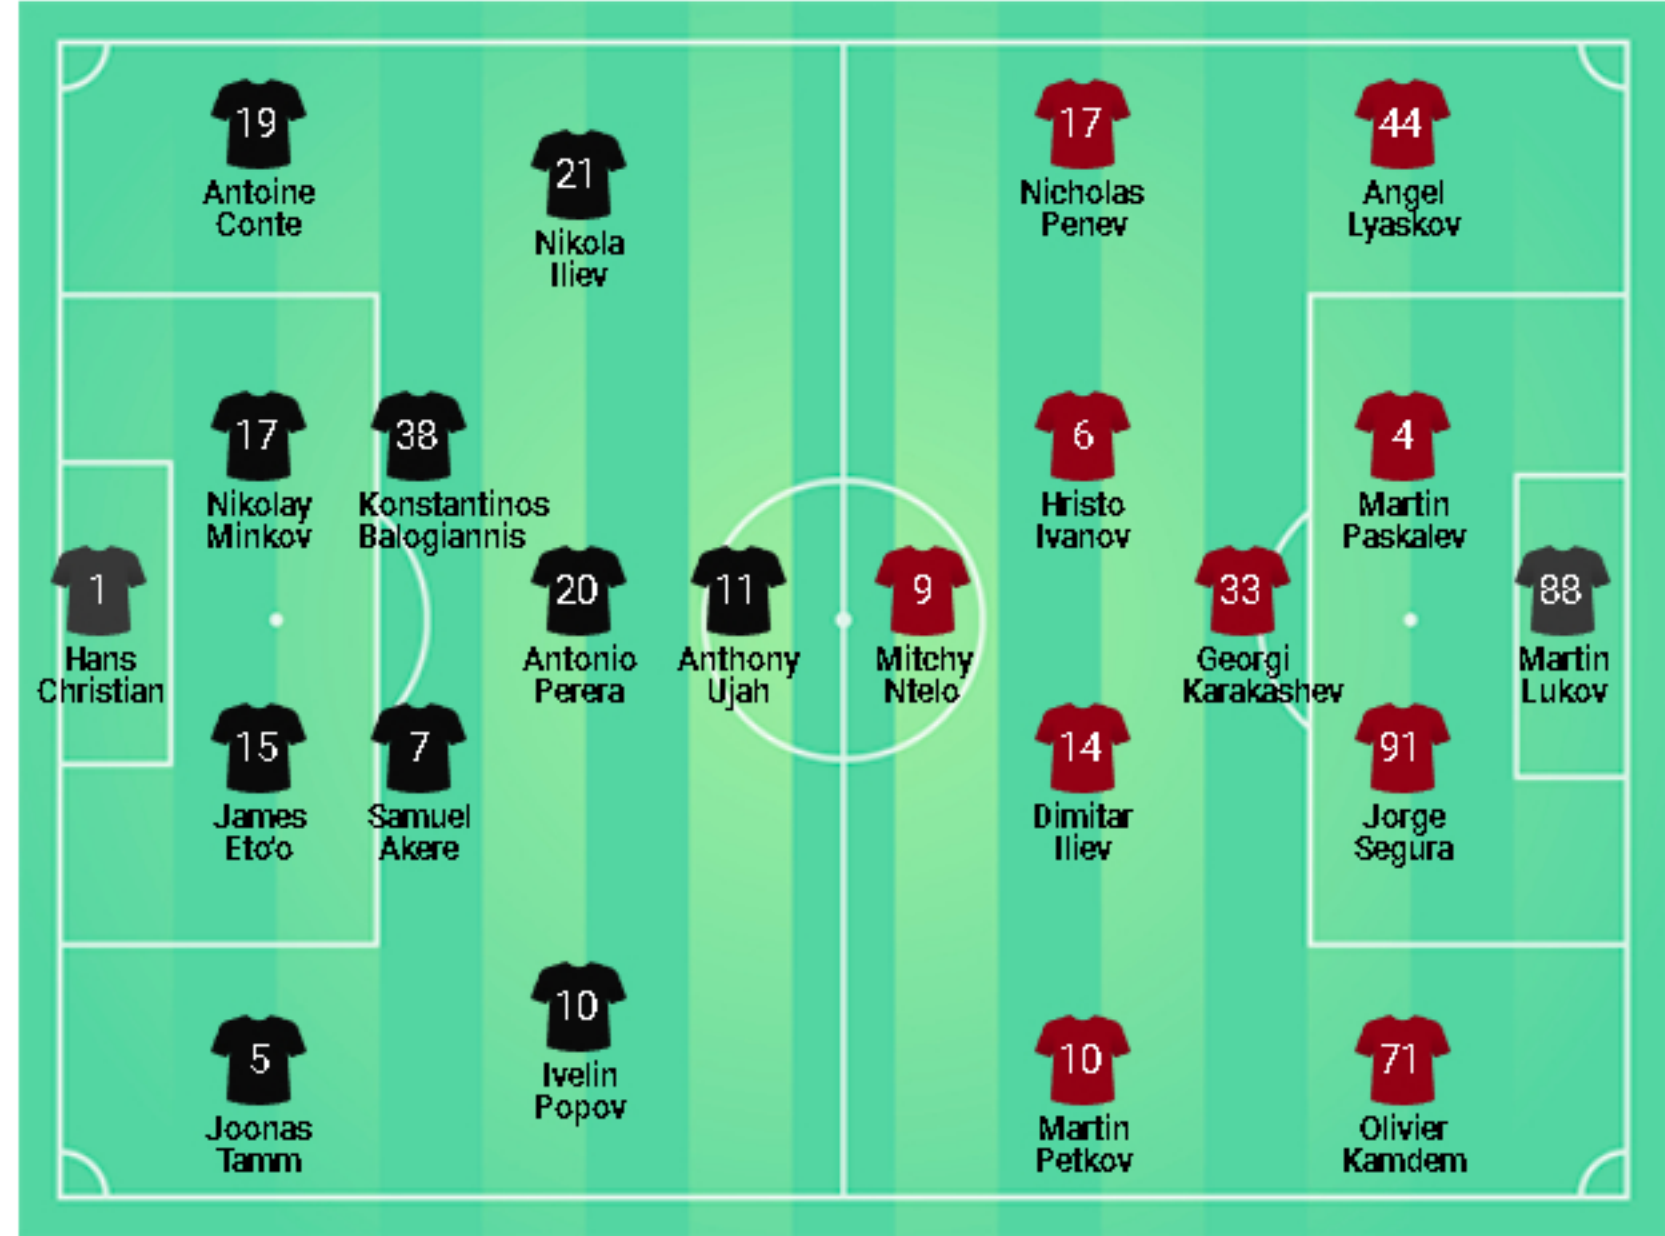 19
Antoine
Conte
21
Nikola
Iliev
17
Nicholas
Penev
44
Angel
Lyaskov
17
Nikolay
Minkov
38
Konstantinos
Balogiannis
6
Hristo
Ivanov
4
Martin
Paskalev
1
Hans
Christian
20
Antonio
Perera
11
Anthony
Ujah
9
Mitchy
Ntelo
33
Georgi
Karakashev
88
Martin
Lukov
15
James
Eto'o
7
Samuel
Akere
14
Dimitar
Iliev
91
Jorge
Segura
10
Ivelin
Popov
5
Joonas
Tamm
10
Martin
Petkov
71
Olivier
Kamdem